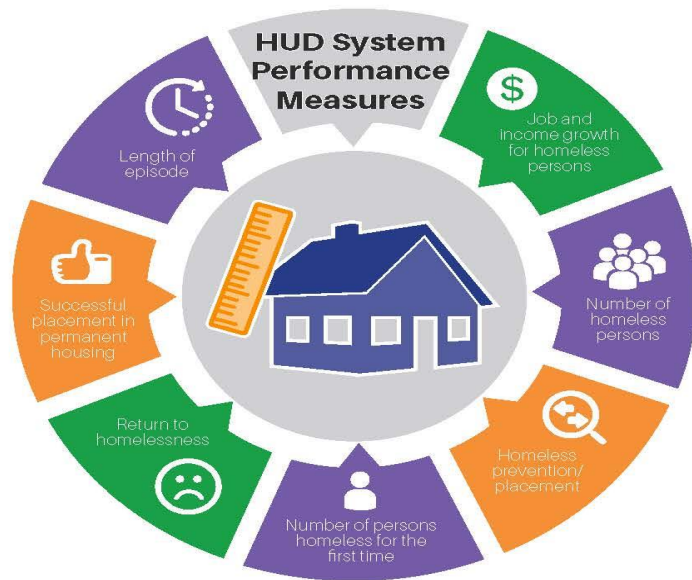 HUD System
Performance
Measures
$
Job and
income growth
for homeless
persons
Number of
homeless
persons
Homeless
prevention/
placement
Number of persons
homeless for the
first time
Return to
homelessness
Successful
placement in
permanent
housing
Length of
episode